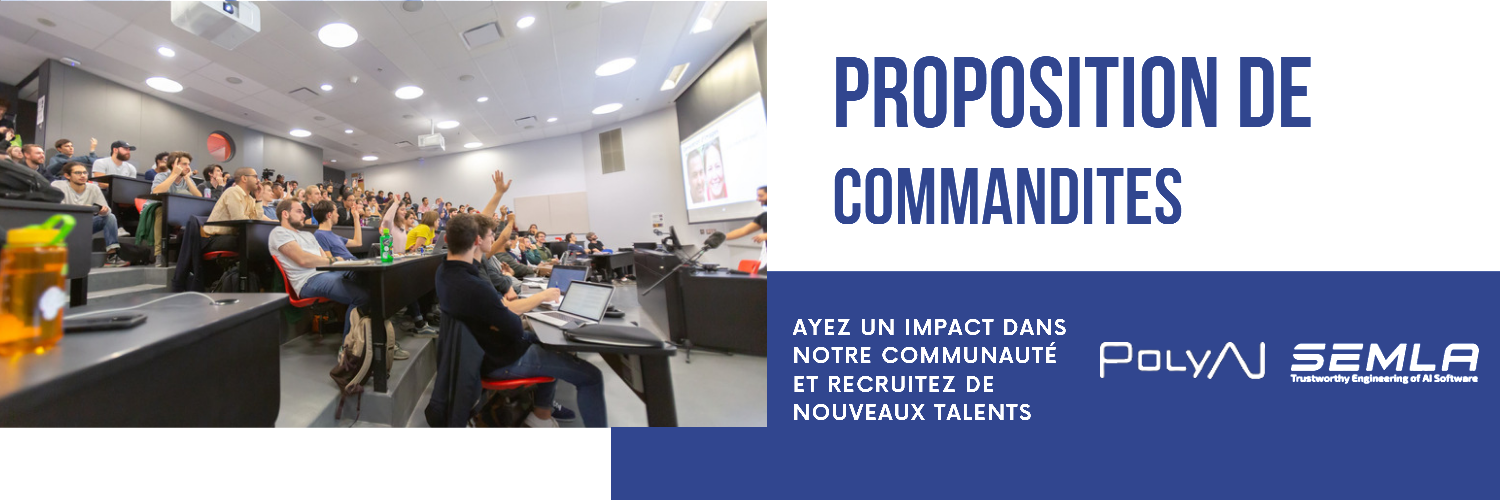 PROPOSITION DE
COMMANDITES
AYEZ UN IMPACT DANS
NOTRE COMMUNAUTÉ
ET RECRUITEZ DE
NOUVEAUX TALENTS
POLYAI
SEMLA
Trustworthy Engineering of AI Software